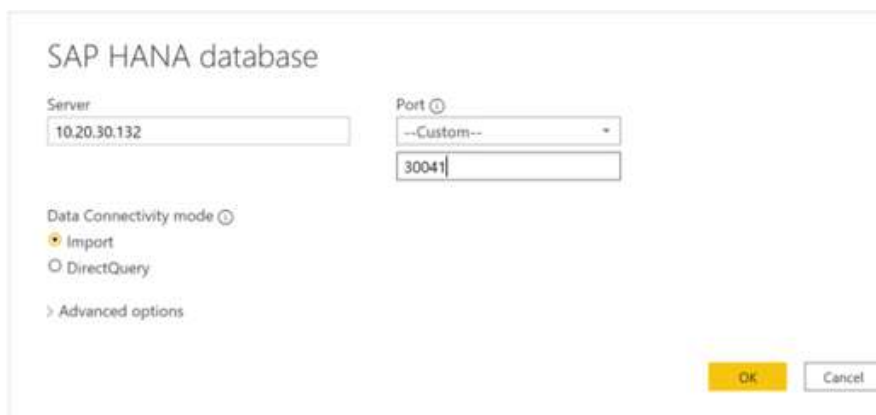 SAP HANA database
Server
Port
10.20.30.132
--Custom--
30041
Data Connectivity mode
Import
DirectQuery
Advanced options
OK
Cancel